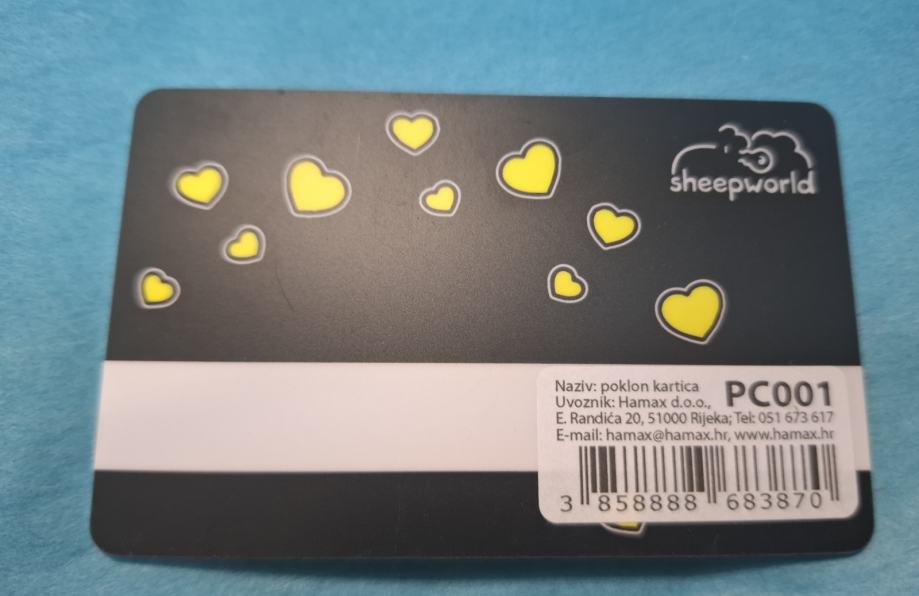 sheepworld
Naziv: poklon kartica PC001
Uvoznik: Hamax d.o.o.,
E. Randića 20, 51000 Rijeka; Tel: 051 673 617
E-mail: hamax@hamax.hr, www.hamax.hr
3 858888 683870